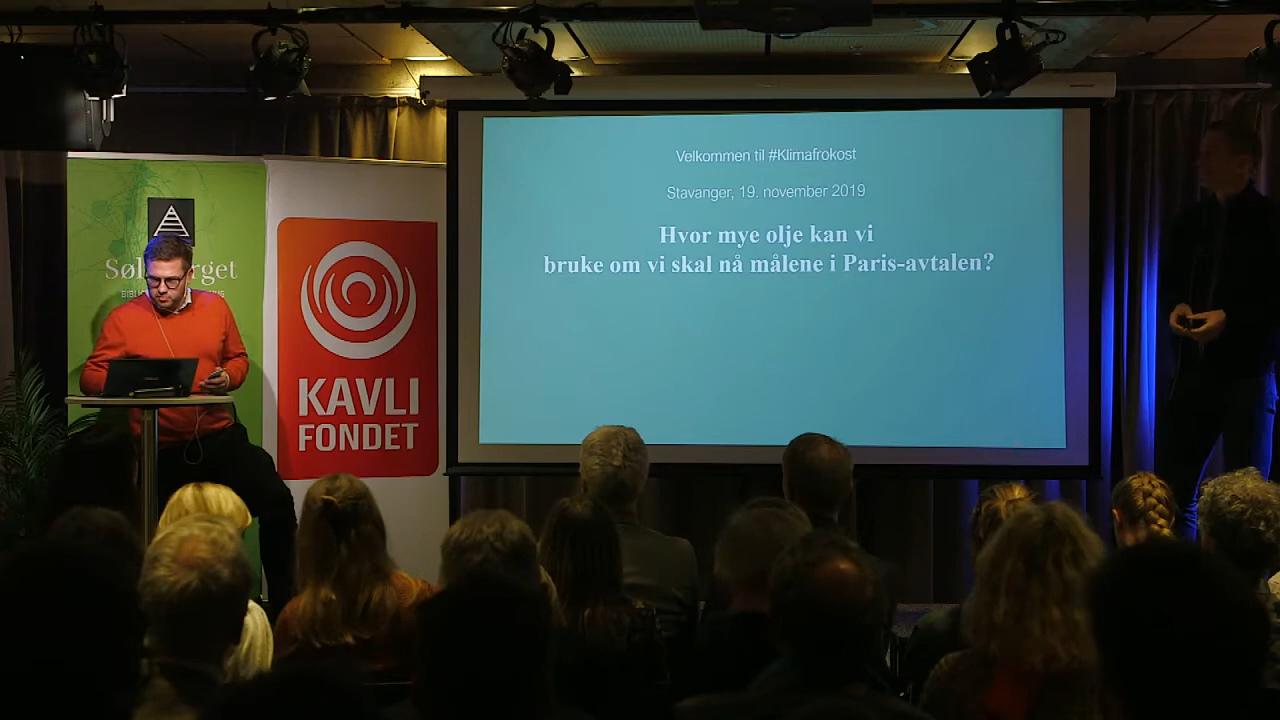 Velkommen til #Klimafrokost
Stavanger, 19. november 2019
Hvor mye olje kan vi
bruke om vi skal nå målene i Paris-avtalen?
KAVLI
FONDET